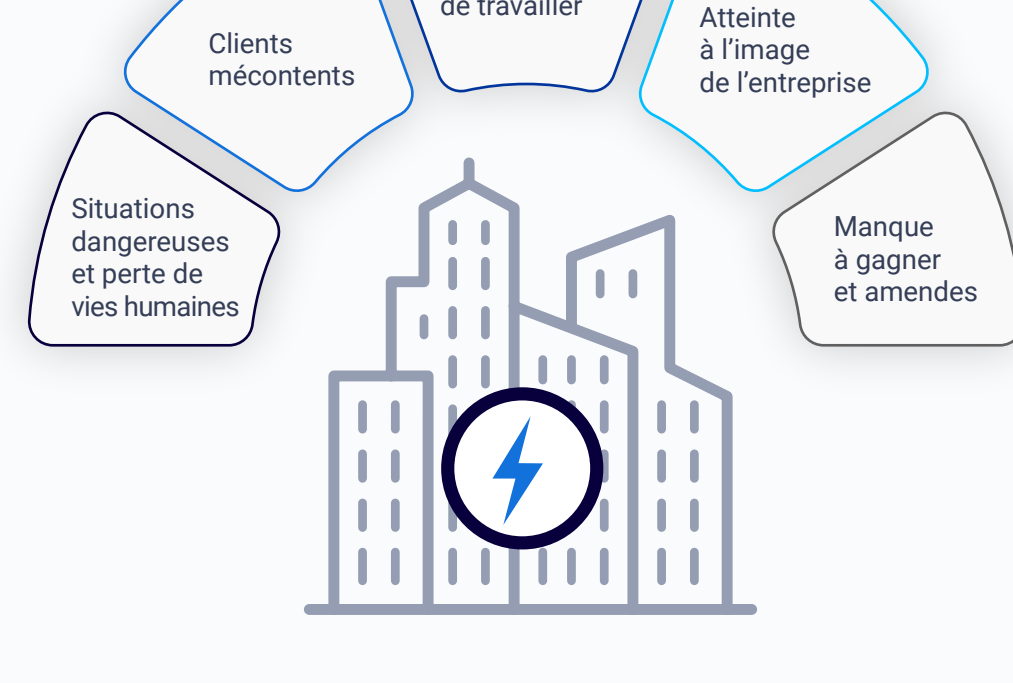 Situations
dangereuses
et perte de
vies humaines
Clients
mécontents
de travailler
Atteinte
à l’image
de l’entreprise
Manque
à gagner
et amendes